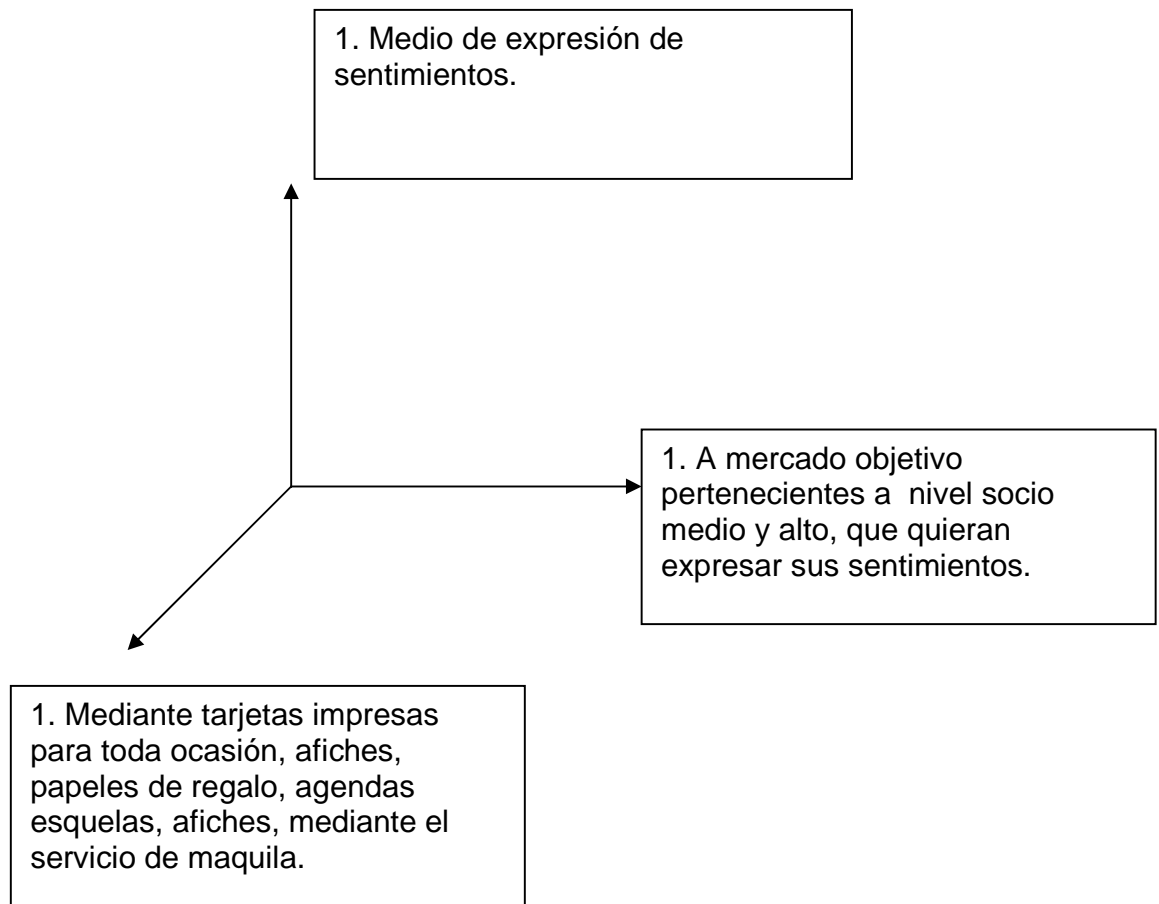 1. Medio de expresión de
sentimientos.
1. A mercado objetivo
pertenecientes a  nivel socio
medio y alto, que quieran
expresar sus sentimientos.
1. Mediante tarjetas impresas
para toda ocasión, afiches,
papeles de regalo, agendas
esquelas, afiches, mediante el
servicio de maquila.